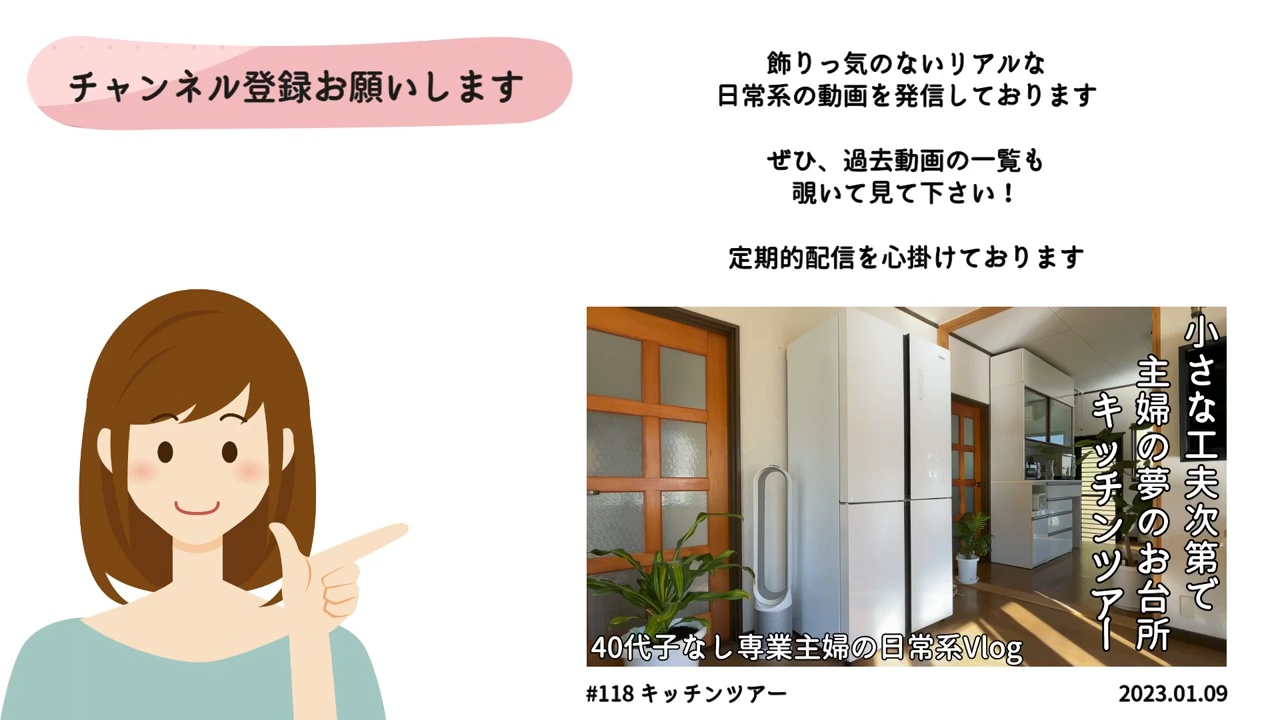 チャンネル登録お願いします
飾りっ気のないリアルな
日常系の動画を発信しております
ぜひ、過去動画の一覧も
覗いて見て下さい！
定期的配信を心掛けております
小さな工夫次第で
主婦の夢のお台所
キッチンツアー
40代子なし専業主婦の日常系Vlog
#118 キッチンツアー
2023.01.09